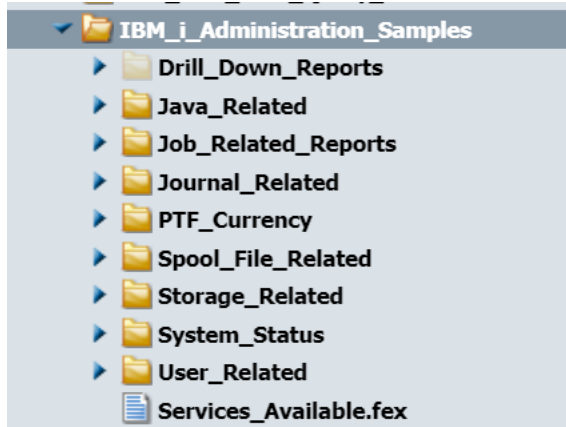 IBM_i_Administration_Samples
Drill_Down_Reports
Java_Related
Job_Related_Reports
Journal_Related
PTF_Currency
Spool_File_Related
Storage_Related
System_Status
User_Related
Services_Available.fex